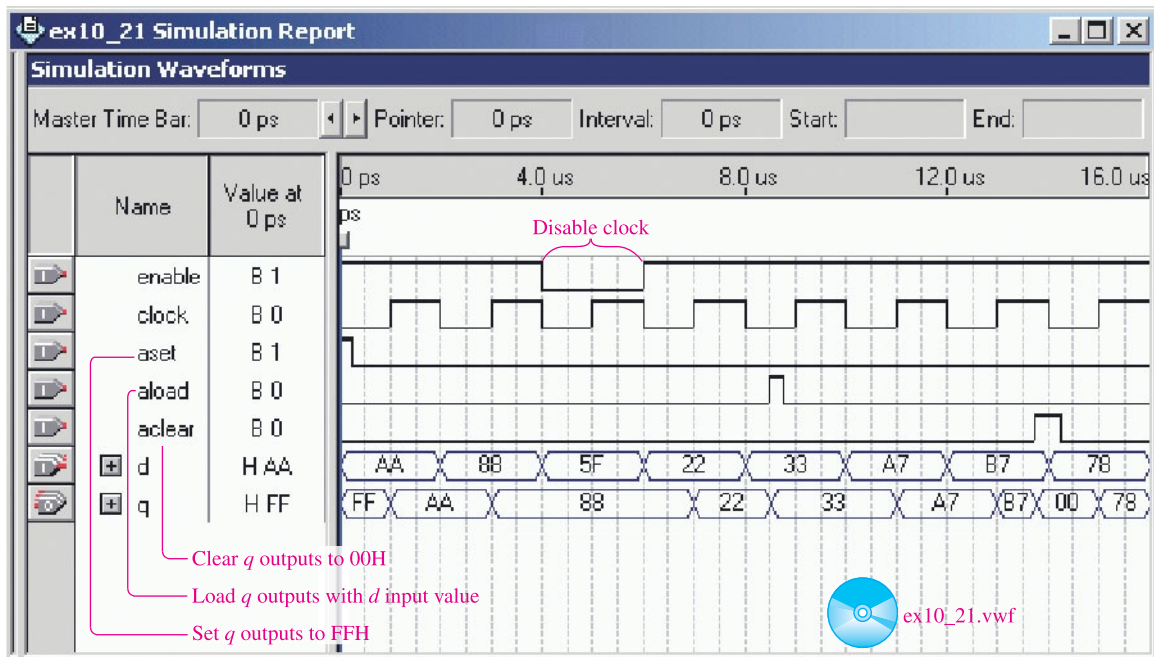 ex10_21 Simulation Report
Simulation Waveforms
Master Time Bar: 0 ps Pointer: 0 ps Interval: 0 ps Start: End:
Name Value at 0 ps
0 ps 4.0 us 8.0 us 12.0 us 16.0 us
ps
Disable clock
enable B 1
clock B 0
aset B 1
aload B 0
aclear B 0
d H AA AA 88 5F 22 33 A7 B7 78
q H FF FF AA 88 22 33 A7 B7 00 78
Clear q outputs to 00H
Load q outputs with d input value
Set q outputs to FFH
ex10_21.vwf